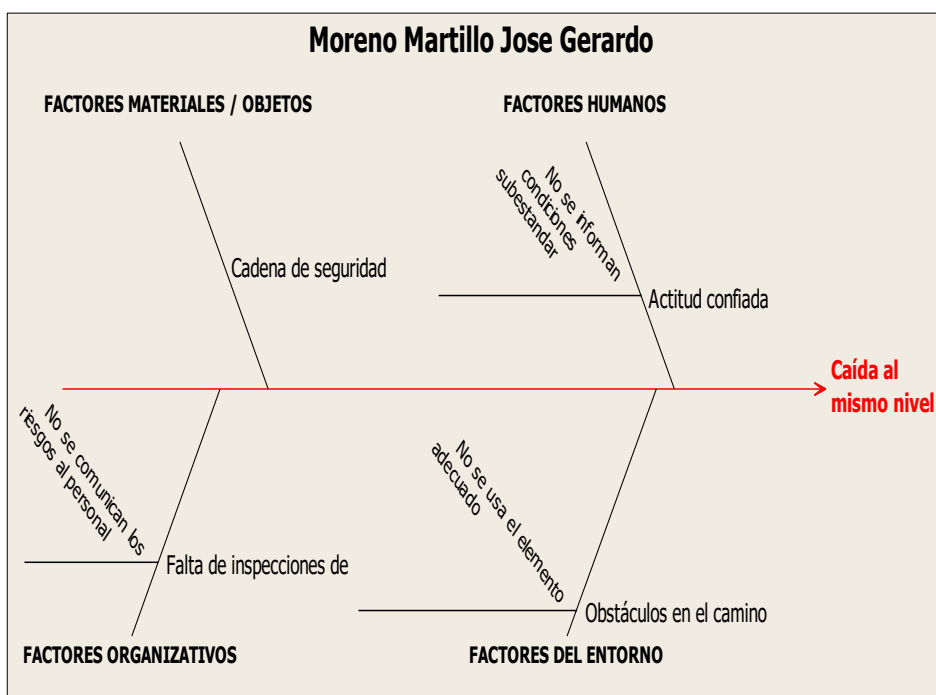 Moreno Martillo Jose Gerardo
FACTORES MATERIALES / OBJETOS
FACTORES HUMANOS
No se informan
condiciones
subestandar
Cadena de seguridad
Actitud confiada
Caída al
mismo nivel
No se comunican los
riesgos al personal
No se usa el elemento
adecuado
Falta de inspecciones de
Obstáculos en el camino
FACTORES ORGANIZATIVOS
FACTORES DEL ENTORNO